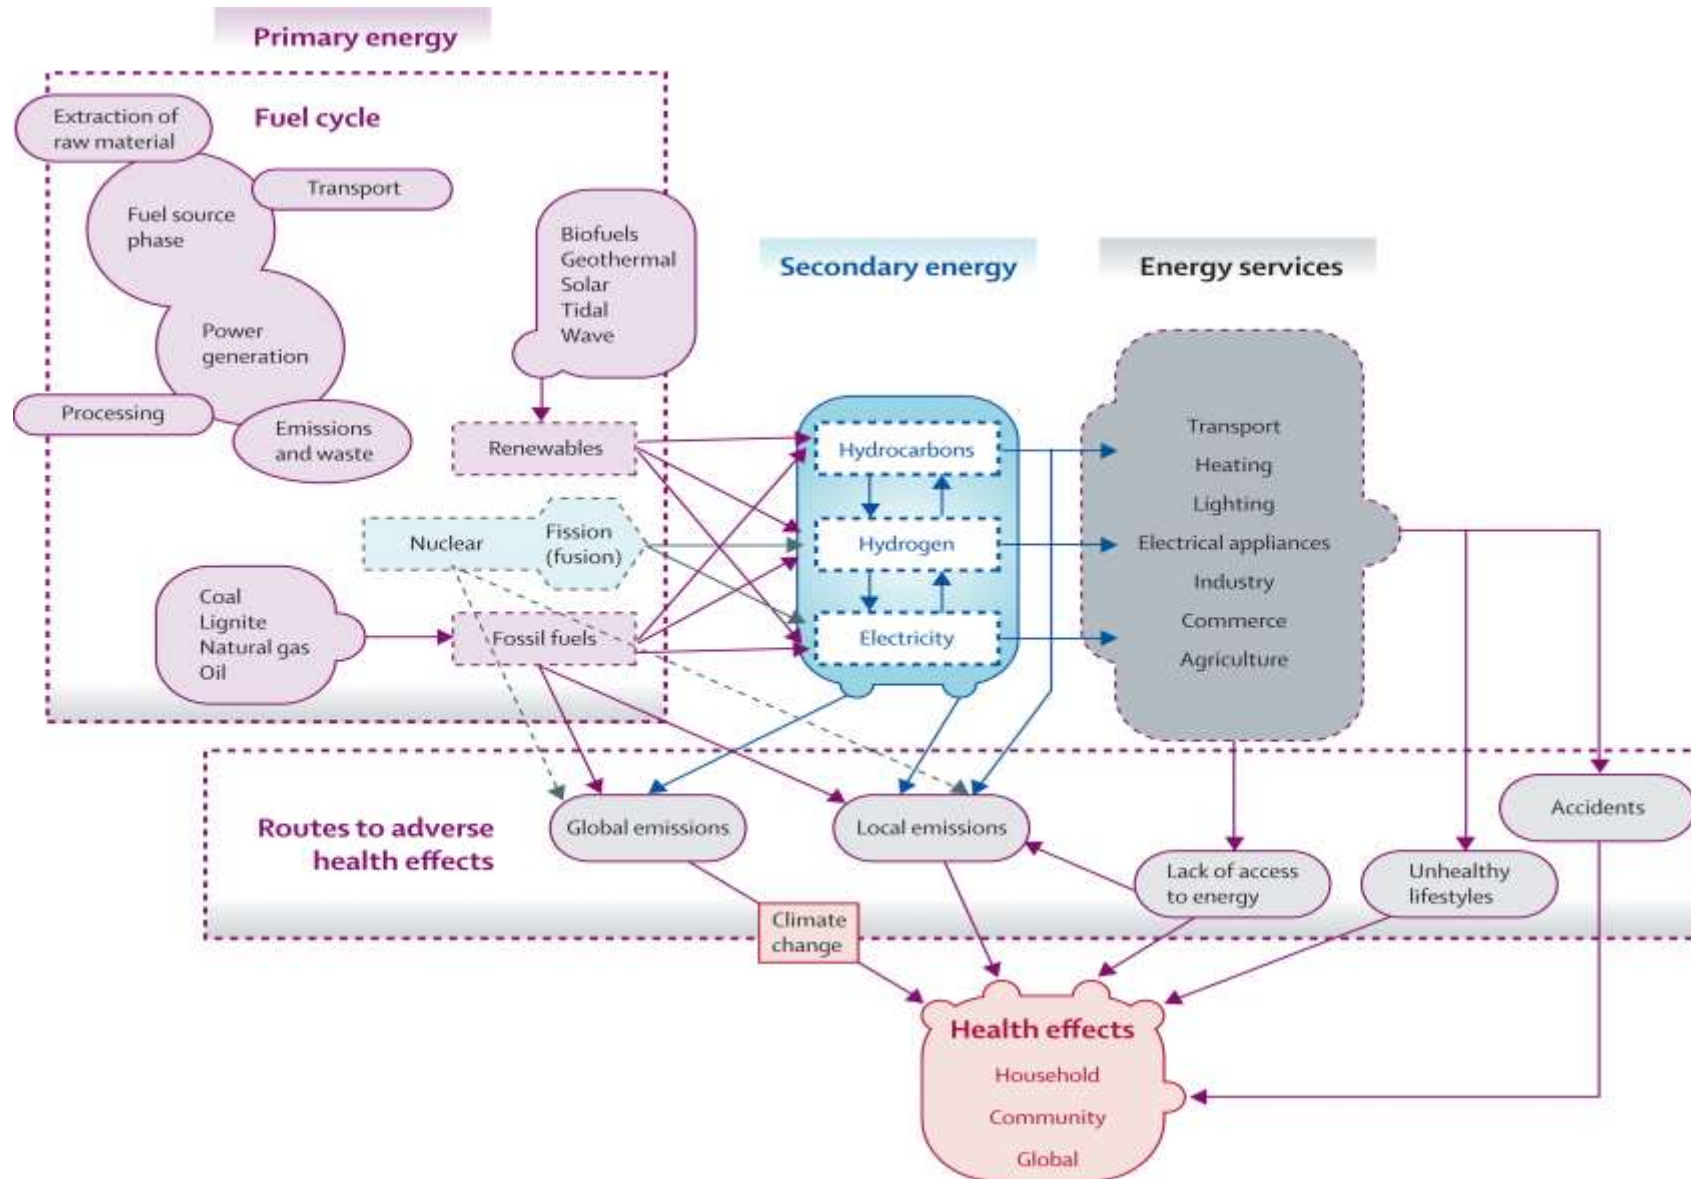 Primary energy
Fuel cycle
Extraction of
raw material
Transport
Fuel source
phase
Power
generation
Processing
Emissions
and waste
Biofuels
Geothermal
Solar
Tidal
Wave
Renewables
Nuclear
Fission
(fusion)
Coal
Lignite
Natural gas
Oil
Fossil fuels
Secondary energy
Hydrocarbons
Hydrogen
Electricity
Energy services
Transport
Heating
Lighting
Electrical appliances
Industry
Commerce
Agriculture
Routes to adverse
health effects
Global emissions
Local emissions
Lack of access
to energy
Unhealthy
lifestyles
Accidents
Climate
change
Health effects
Household
Community
Global